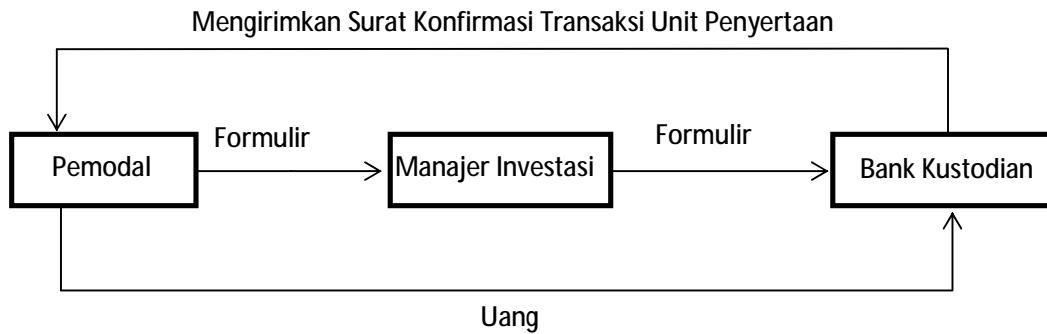 Mengirimkan Surat Konfirmasi Transaksi Unit Penyertaan
Formulir
Formulir
Pemodal
Manajer Investasi
Bank Kustodian
Uang